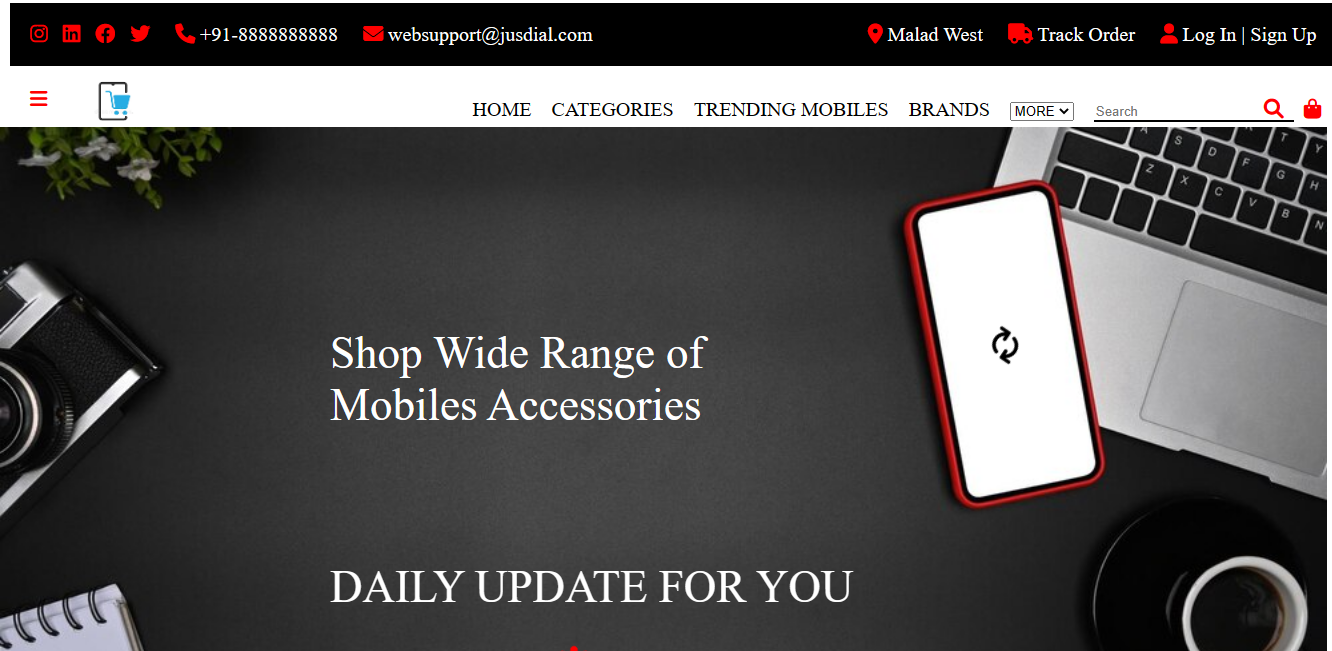 +91-8888888888 websupport@jusdial.com Malad West Track Order Log In | Sign Up
HOME CATEGORIES TRENDING MOBILES BRANDS MORE Search
Shop Wide Range of
Mobiles Accessories
DAILY UPDATE FOR YOU
A S D F G H
T Y
Z X C V B N